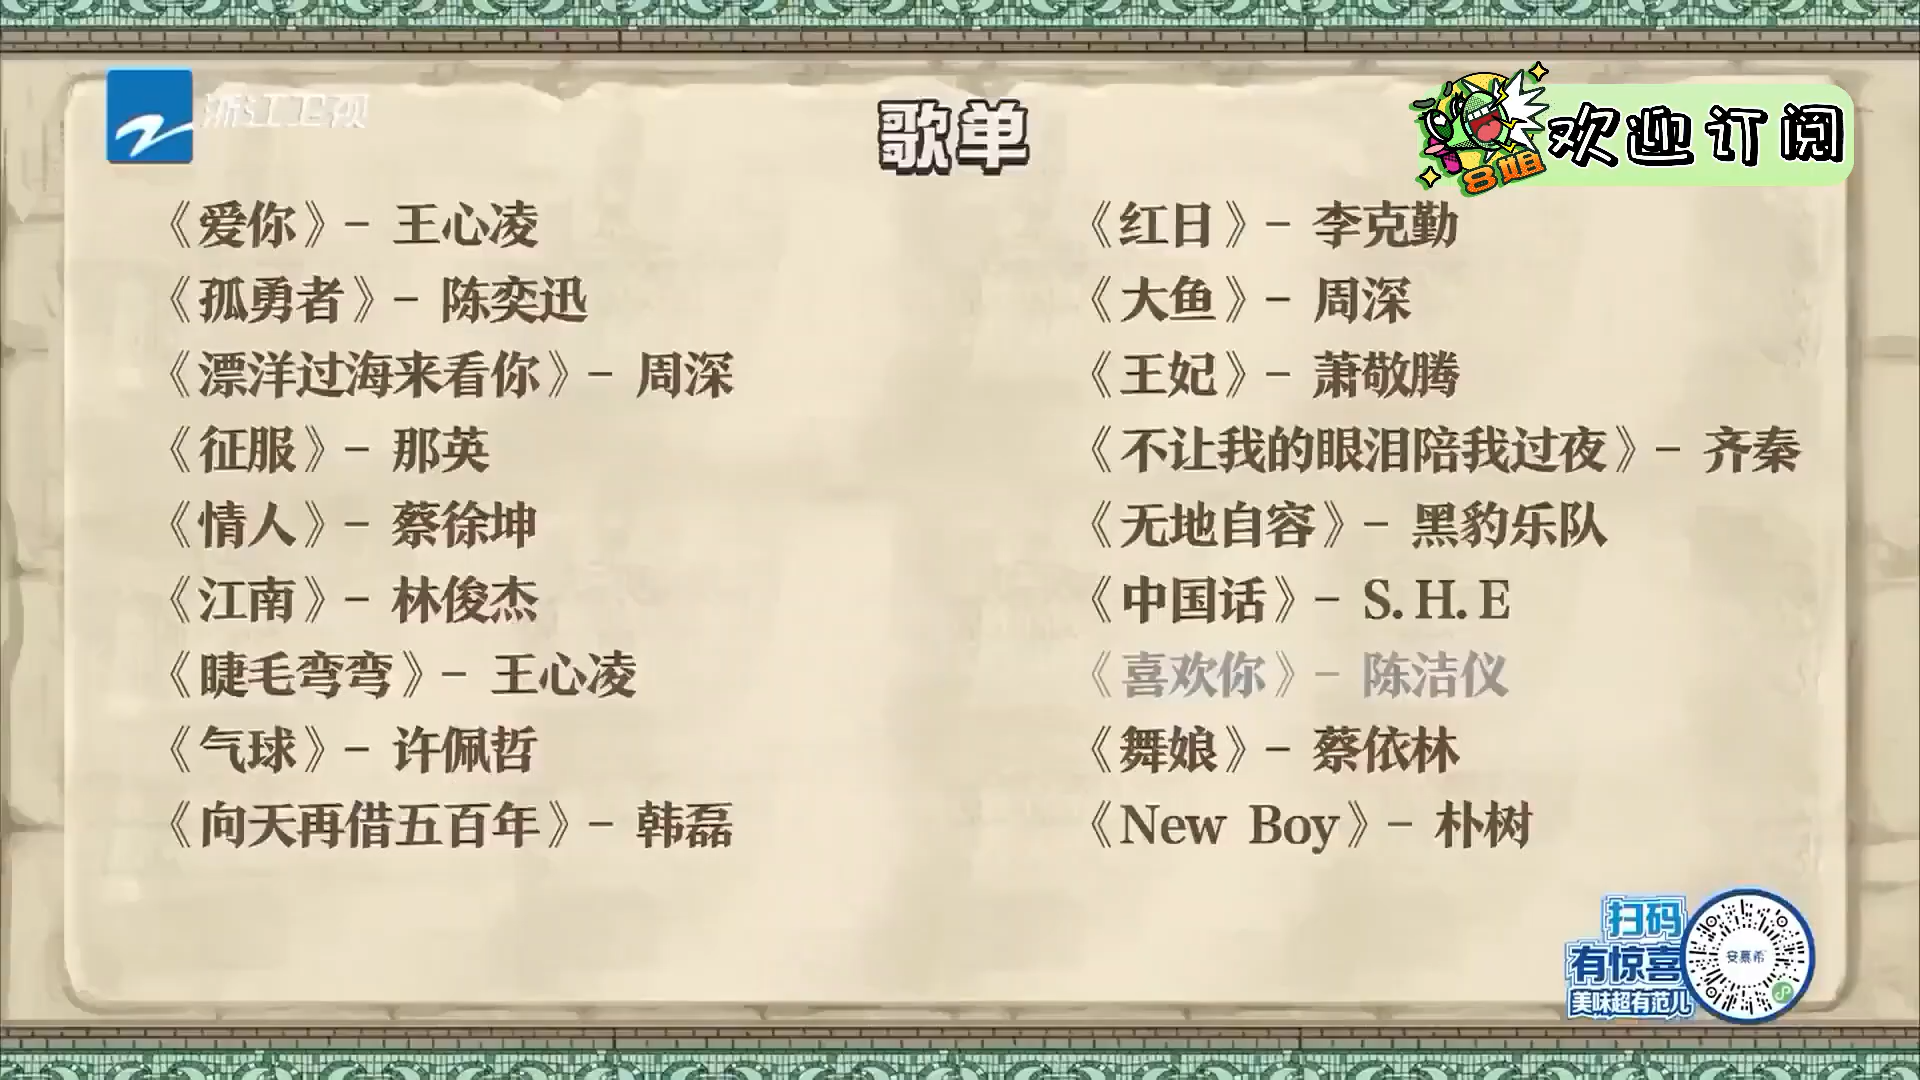 浙江卫视
歌单
8姐
欢迎订阅
《爱你》- 王心凌
《孤勇者》- 陈奕迅
《漂洋过海来看你》- 周深
《征服》- 那英
《情人》- 蔡徐坤
《江南》- 林俊杰
《睫毛弯弯》- 王心凌
《气球》- 许佩哲
《向天再借五百年》- 韩磊
《红日》- 李克勤
《大鱼》- 周深
《王妃》- 萧敬腾
《不让我的眼泪陪我过夜》- 齐秦
《无地自容》- 黑豹乐队
《中国话》- S.H.E
《喜欢你》- 陈洁仪
《舞娘》- 蔡依林
《New Boy》- 朴树
扫码
有惊喜
美味超有范儿
安慕希